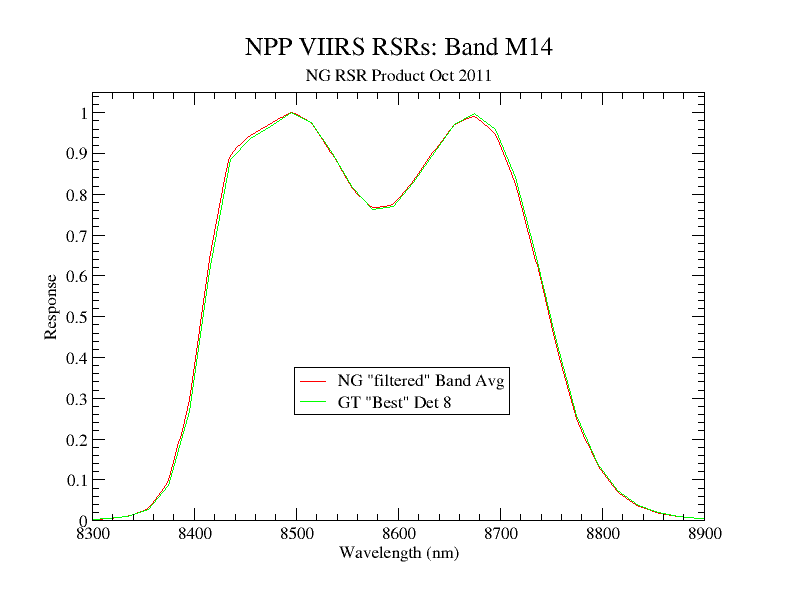 NPP VIIRS RSRs: Band M14
NG RSR Product Oct 2011
1
0.9
0.8
0.7
0.6
0.5
0.4
0.3
0.2
0.1
0
Response
NG "filtered" Band Avg
GT "Best" Det 8
8300 8400 8500 8600 8700 8800 8900
Wavelength (nm)